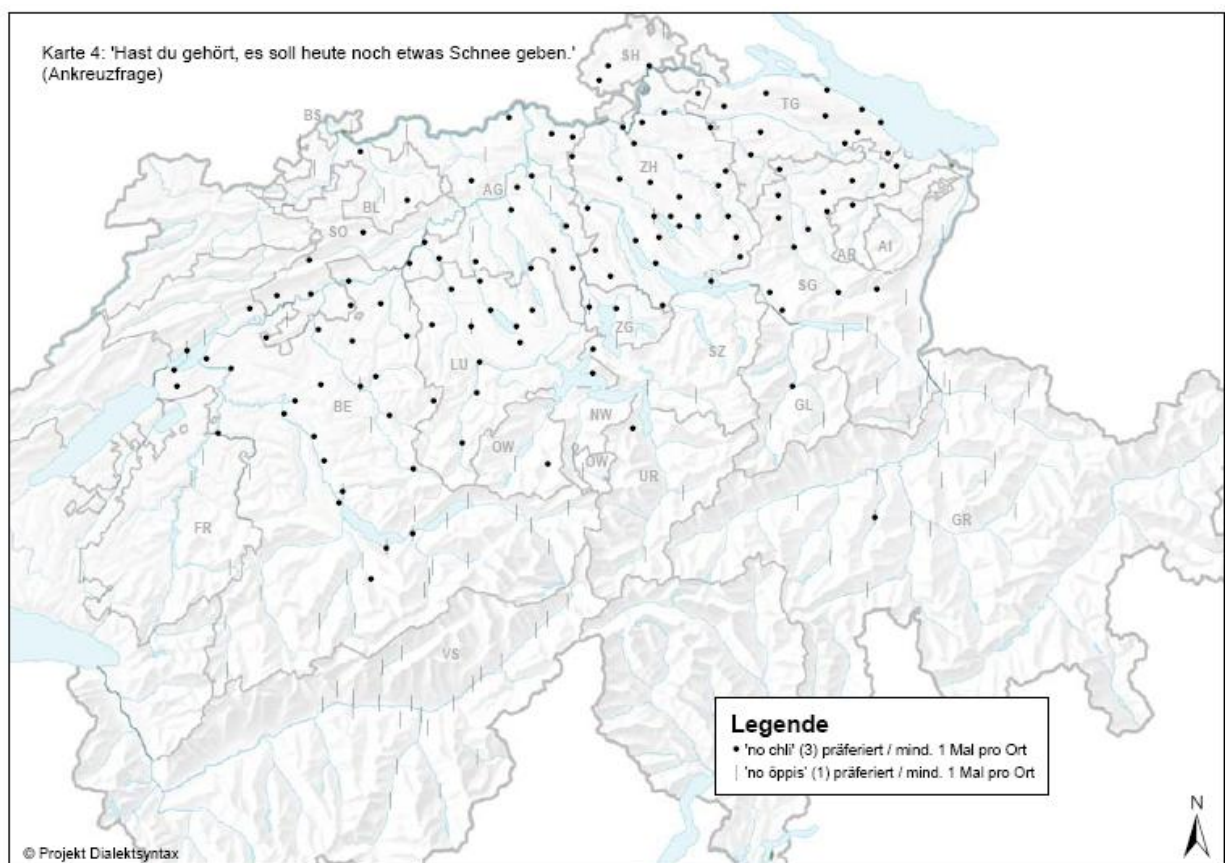 Karte 4: 'Hast du gehört, es soll heute noch etwas Schnee geben.'
(Ankreuzfrage)
SH
TG
BS
ZH
AG
BL
SO
AR
AI
SG
ZG
LU
SZ
BE
GL
NW
OW
OW
UR
FR
GR
VS
Legende
• 'no chli' (3) präferiert / mind. 1 Mal pro Ort
| 'no öppis' (1) präferiert / mind. 1 Mal pro Ort
N
© Projekt Dialektsyntax